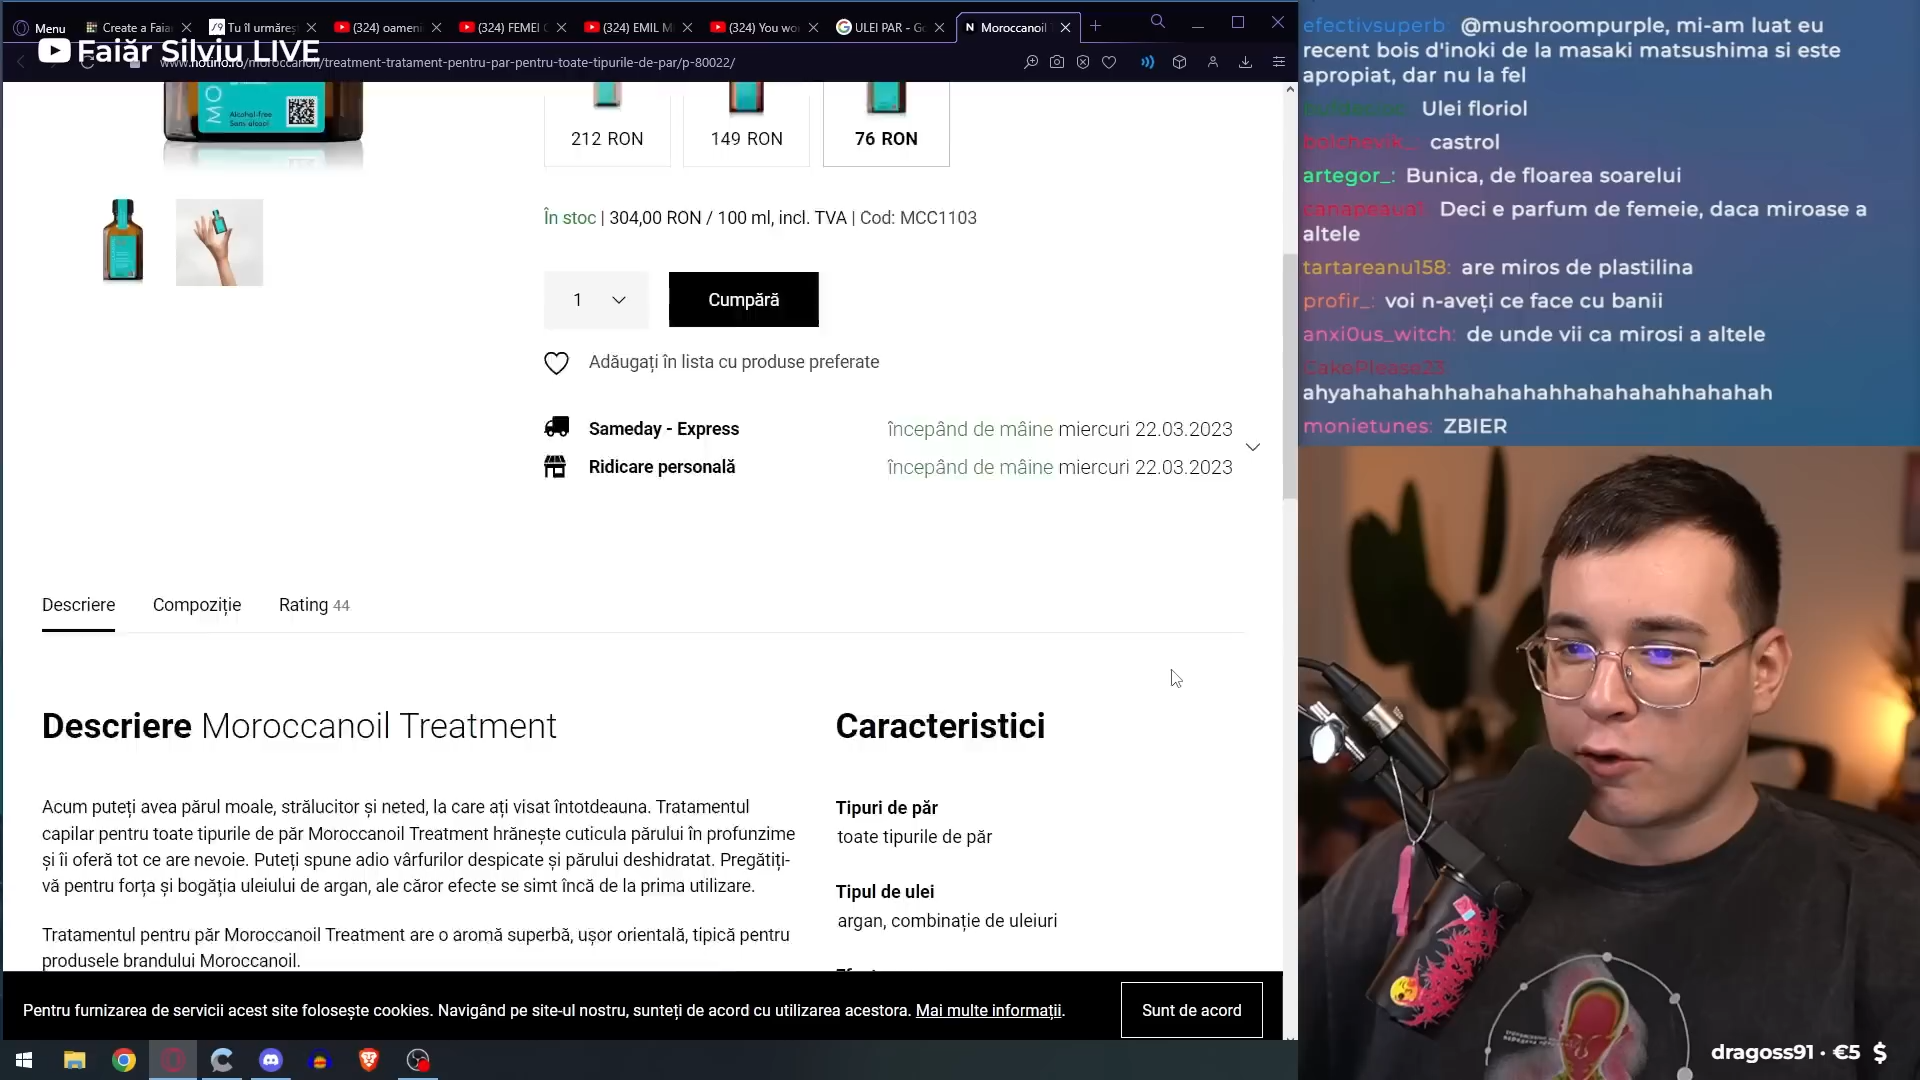 Menu
Create a Faiar
Tu îl urmăreșt
(324) oameni
(324) FEMEI C
(324) EMIL M
(324) You wo
ULEI PAR - Go
Moroccanoil T
Faiăr Silviu LIVE
www.notino.ro/moroccanoil/treatment-tratament-pentru-par-pentru-toate-tipurile-de-par/p-80022/
MO
Alcohol-free
Sans alcool
212 RON
149 RON
76 RON
În stoc | 304,00 RON / 100 ml, incl. TVA | Cod: MCC1103
1
Cumpără
Adăugați în lista cu produse preferate
Sameday - Express
începând de mâine miercuri 22.03.2023
Ridicare personală
începând de mâine miercuri 22.03.2023
Descriere
Compoziție
Rating 44
Descriere Moroccanoil Treatment
Acum puteți avea părul moale, strălucitor și neted, la care ați visat întotdeauna. Tratamentul
capilar pentru toate tipurile de păr Moroccanoil Treatment hrănește cuticula părului în profunzime
și îi oferă tot ce are nevoie. Puteți spune adio vârfurilor despicate și părului deshidratat. Pregătiți-
vă pentru forța și bogăția uleiului de argan, ale căror efecte se simt încă de la prima utilizare.
Tratamentul pentru păr Moroccanoil Treatment are o aromă superbă, ușor orientală, tipică pentru
produsele brandului Moroccanoil.
Caracteristici
Tipuri de păr
toate tipurile de păr
Tipul de ulei
argan, combinație de uleiuri
Pentru furnizarea de servicii acest site folosește cookies. Navigând pe site-ul nostru, sunteți de acord cu utilizarea acestora. Mai multe informații.
Sunt de acord
efectivsuperb: @mushroompurple, mi-am luat eu
recent bois d'inoki de la masaki matsushima si este
apropiat, dar nu la fel
Ulei floriol
bolchevik_: castrol
artegor_: Bunica, de floarea soarelui
Deci e parfum de femeie, daca miroase a
altele
tartareanu158: are miros de plastilina
profir_: voi n-aveți ce face cu banii
anxi0us_witch: de unde vii ca mirosi a altele
CakePlease23:
ahyahahahahhahahahahhahahahahhahahah
monietunes: ZBIER
dragoss91 · €5 $